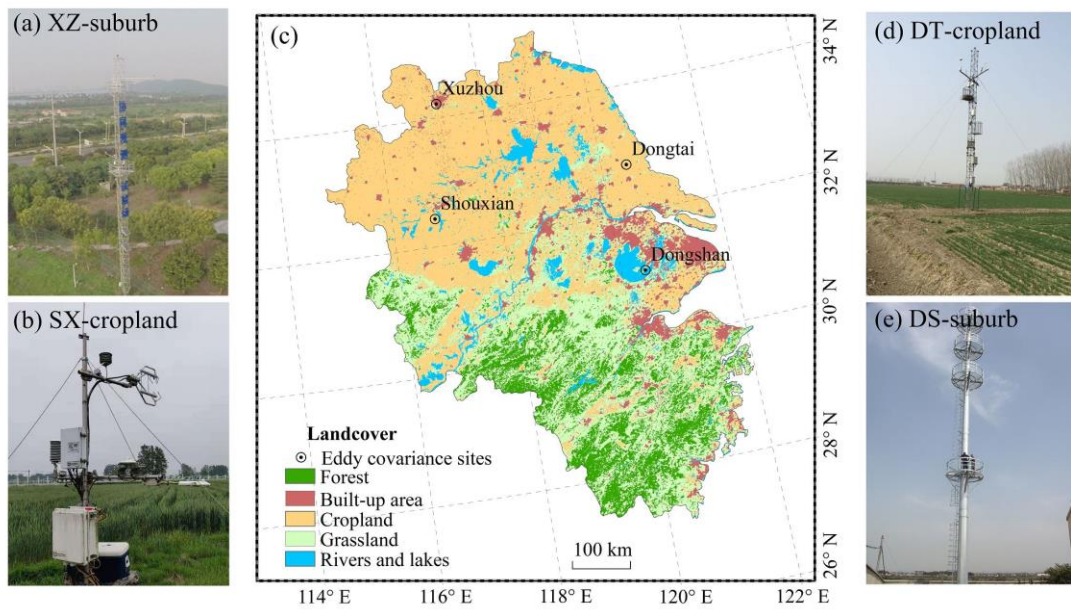 (a) XZ-suburb
(b) SX-cropland
(c)
Xuzhou
Dongtai
Shouxian
Dongshan
Landcover
Eddy covariance sites
Forest
Built-up area
Cropland
Grassland
Rivers and lakes
100 km
114° E
116° E
118° E
120° E
122° E
34° N
32° N
30° N
28° N
26° N
(d) DT-cropland
(e) DS-suburb